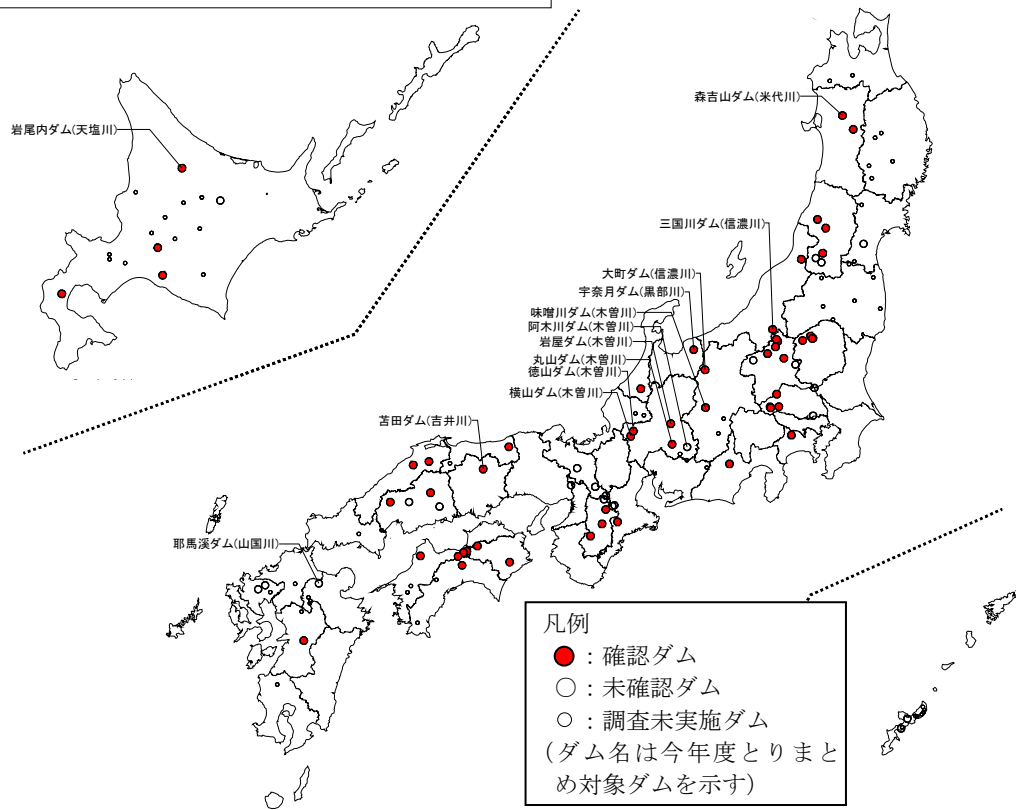 森吉山ダム(米代川)
岩尾内ダム(天塩川)
三国川ダム(信濃川)
大町ダム(信濃川)
宇奈月ダム(黒部川)
味噌川ダム(木曽川)
阿木川ダム(木曽川)
岩屋ダム(木曽川)
丸山ダム(木曽川)
徳山ダム(木曽川)
横山ダム(木曽川)
苫田ダム(吉井川)
耶馬溪ダム(山国川)
凡例
：確認ダム
：未確認ダム
：調査未実施ダム
(ダム名は今年度とりまと
め対象ダムを示す)